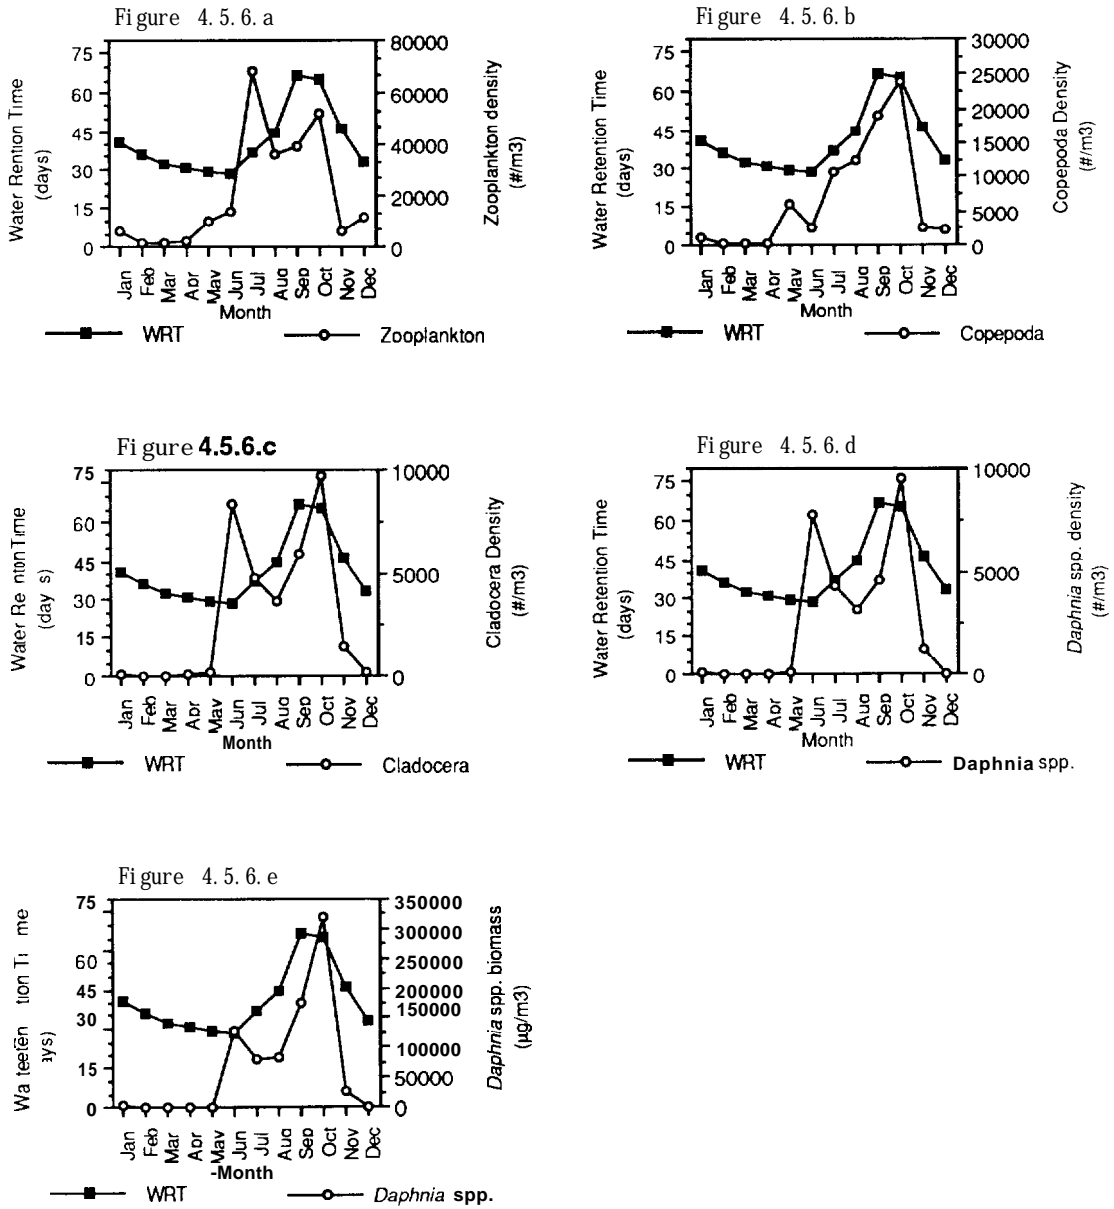 Figure 4.5.6.a
Water Rention Time
(days)
75
60
45
30
15
0
80000
60000
40000
20000
0
Zooplankton density
(#/m3)
Jan Feb Mar Apr May Jun Jul Aug Sep Oct Nov Dec
Month
WRT Zooplankton
Figure 4.5.6.b
Water Retention Time
(days)
75
60
45
30
15
0
30000
25000
20000
15000
10000
5000
0
Copepoda Density
(#/m3)
Jan Feb Mar Apr May Jun Jul Aug Sep Oct Nov Dec
Month
WRT Copepoda
Figure 4.5.6.c
Water Re ntion Time
(day s)
75
60
45
30
15
0
10000
5000
0
Cladocera Density
(#/m3)
Jan Feb Mar Apr May Jun Jul Aug Sep Oct Nov Dec
Month
WRT Cladocera
Figure 4.5.6.d
Water Retention Time
(days)
75
60
45
30
15
0
10000
5000
0
Daphnia spp. density
(#/m3)
Jan Feb Mar Apr May Jun Jul Aug Sep Oct Nov Dec
Month
WRT Daphnia spp.
Figure 4.5.6.e
75
60
45
30
15
0
350000
300000
250000
200000
150000
100000
50000
0
Daphnia spp. biomass
(µg/m3)
Jan Feb Mar Apr May Jun Jul Aug Sep Oct Nov Dec
-Month
WRT Daphnia spp.